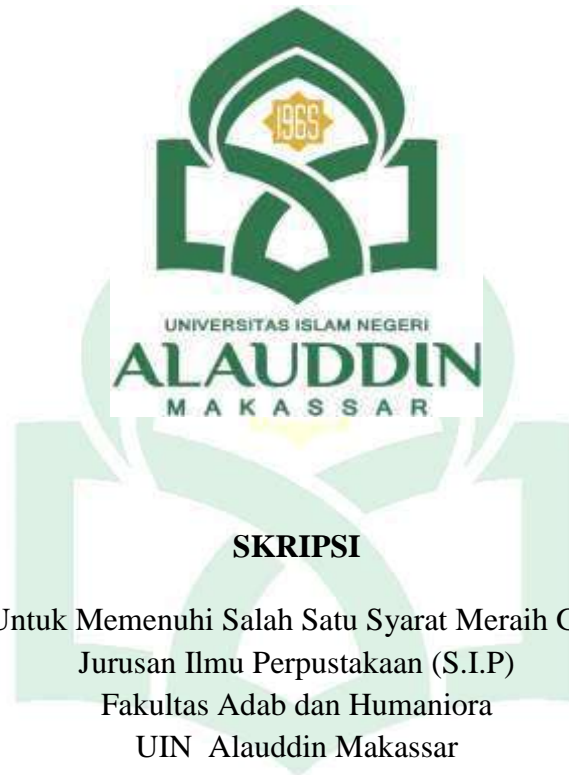 1965
UNIVERSITAS ISLAM NEGERI
ALAUDDIN
MAKASSAR
SKRIPSI
Untuk Memenuhi Salah Satu Syarat Meraih
Jurusan Ilmu Perpustakaan (S.I.P)
Fakultas Adab dan Humaniora
UIN Alauddin Makassar